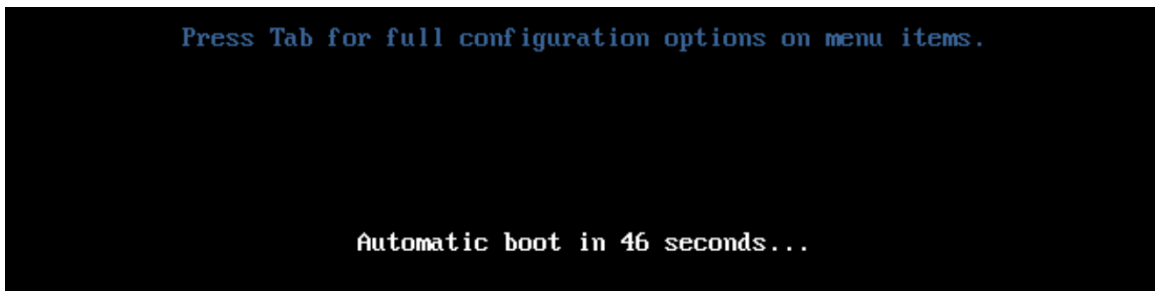 Press Tab for full configuration options on menu items.
Automatic boot in 46 seconds...